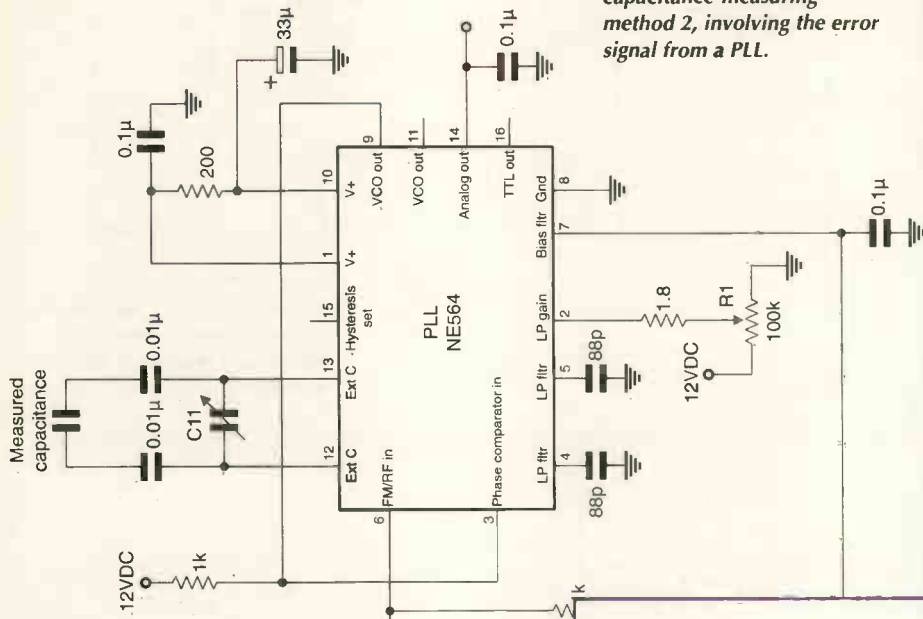 capacitance measuring
method 2, involving the error
signal from a PLL.
Measured
capacitance
0.01µ
0.01µ
C11
0.1µ
200
33µ
+
0.1µ
12VDC
1k
12
13
15
1
10
Ext C
Ext C
Hysteresis
set
V+
V+
6
FM/RF in
3
Phase comparator in
PLL
NE564
9
VCO out
11
VCO out
14
Analog out
16
TTL out
LP fltr
LP fltr
LP gain
Bias fltr
Gnd
4
5
2
7
8
88p
88p
1.8
R1
100k
12VDC
0.1µ
k